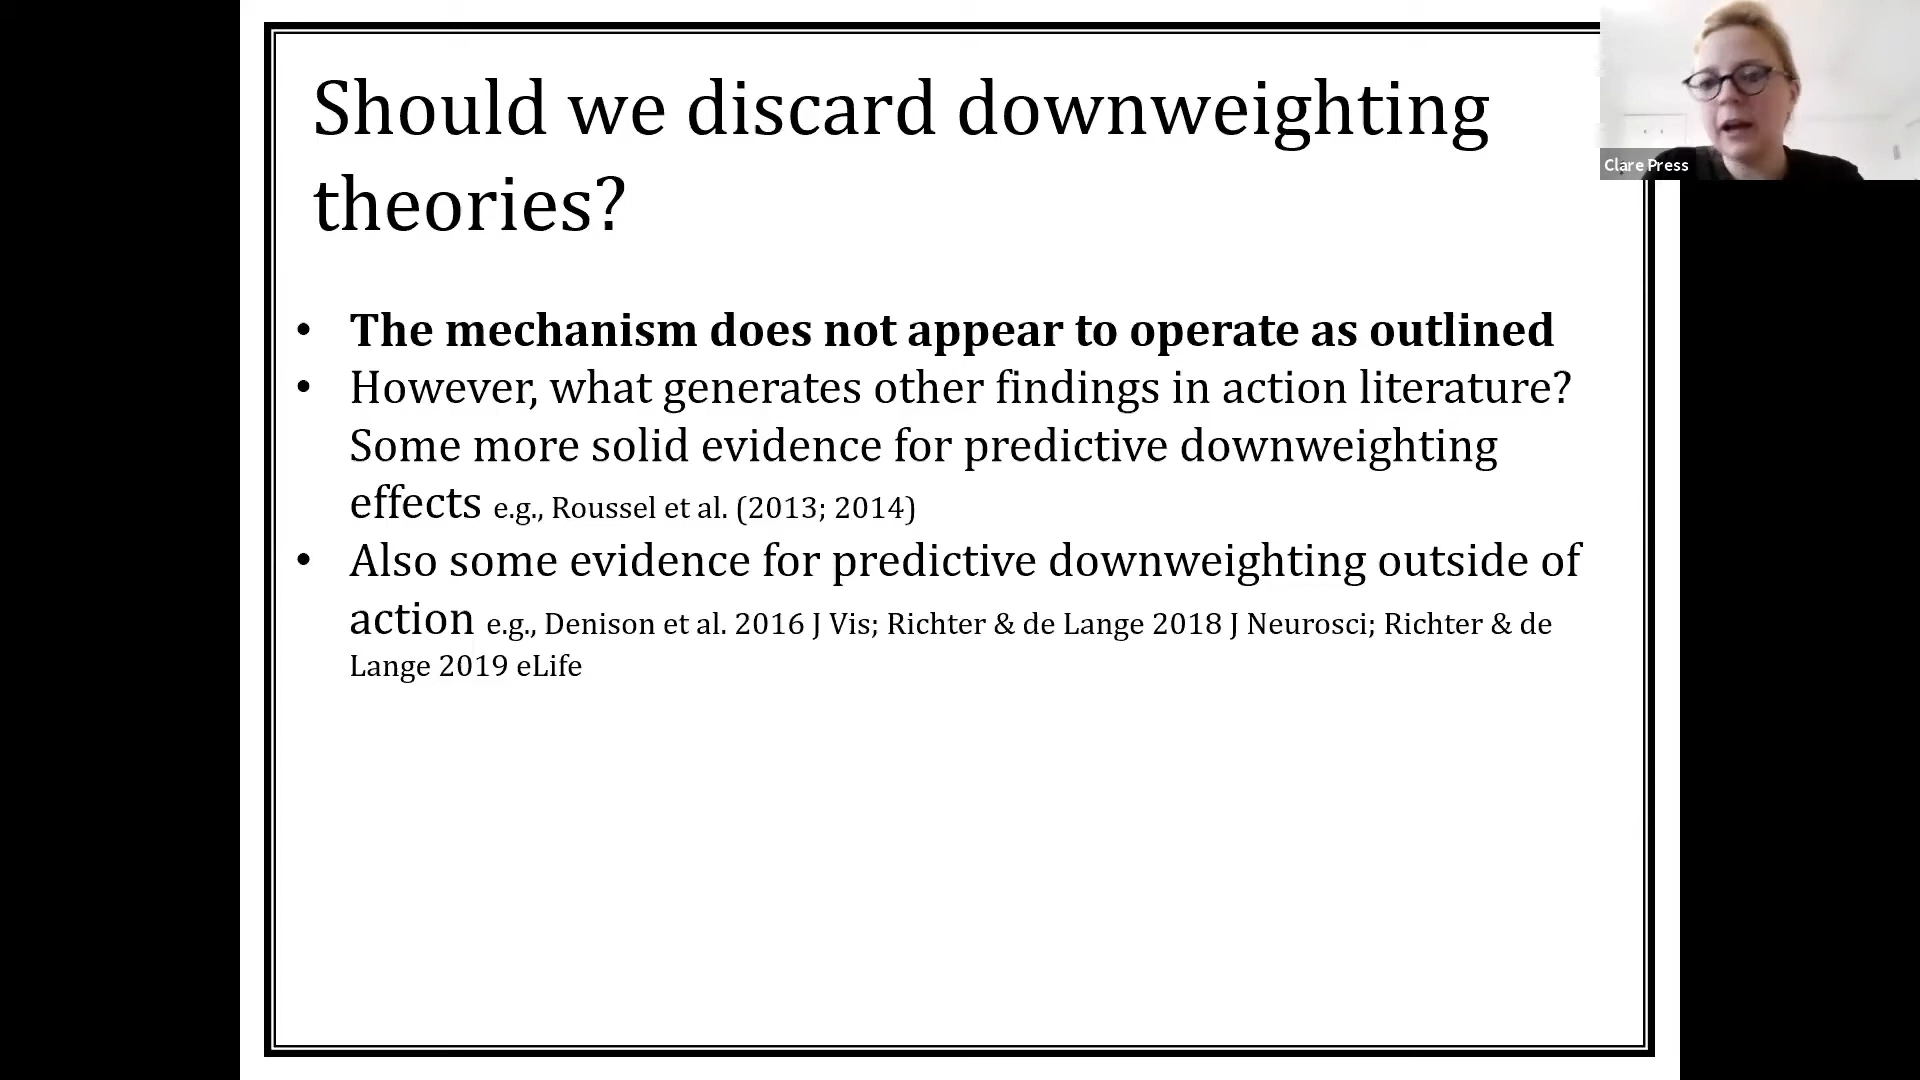 Should we discard downweighting
theories?
Clare Press
• The mechanism does not appear to operate as outlined
• However, what generates other findings in action literature?
Some more solid evidence for predictive downweighting
effects e.g., Roussel et al. (2013; 2014)
• Also some evidence for predictive downweighting outside of
action e.g., Denison et al. 2016 J Vis; Richter & de Lange 2018 J Neurosci; Richter & de
Lange 2019 eLife